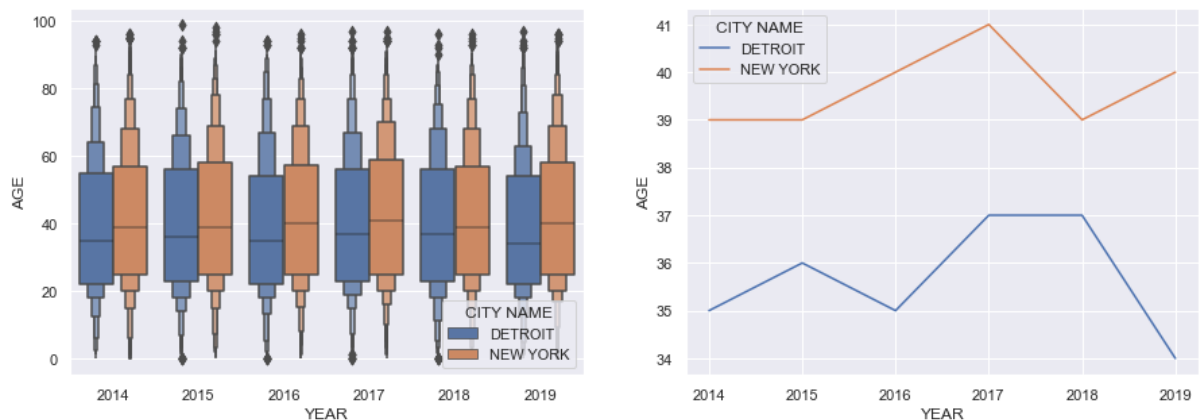 100
80
60
40
20
0
AGE
2014 2015 2016 2017 2018 2019
YEAR
CITY NAME
DETROIT
NEW YORK
41
40
39
38
37
36
35
34
AGE
2014 2015 2016 2017 2018 2019
YEAR
CITY NAME
DETROIT
NEW YORK